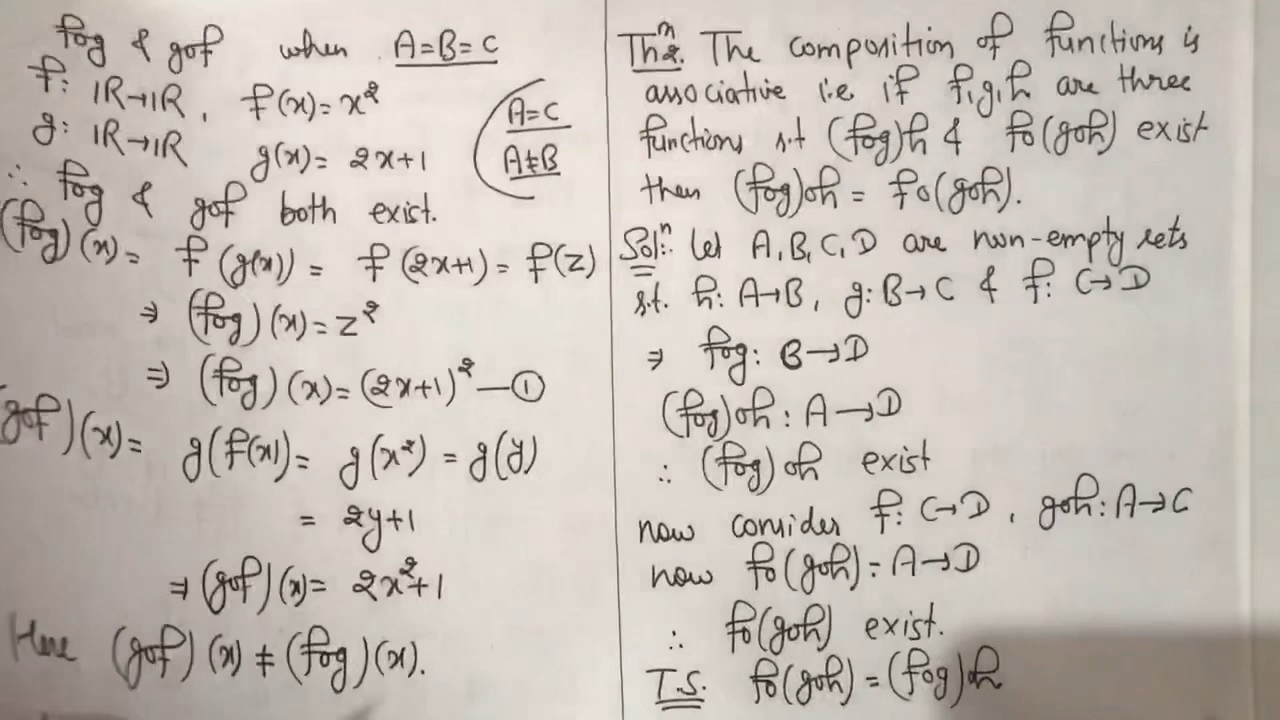 fog & gof when A=B=C
f: IR→IR, f(x)=x²
g: IR→IR g(x)= 2x+1
A=C
A≠B
∴ fog & gof both exist.
(fog)(x)= f(g(x)) = f(2x+1)= f(z)
⇒ (fog)(x)= z²
⇒ (fog)(x)= (2x+1)² —①
(gof)(x)= g(f(x)= g(x²) = g(y)
= 2y+1
⇒ (gof)(x)= 2x²+1
Here (gof)(x) ≠ (fog)(x).
Thᵐ2. The composition of functions is
associative i.e if f,g,h are three
functions s.t (fog)h & fo(goh) exist
then (fog)oh = fo(goh).
Solⁿ:. let A,B,C,D are non-empty sets
s.t. h: A→B, g: B→C & f: C→D
⇒ fog: B→D
(fog)oh: A→D
∴ (fog)oh exist
now consider f: C→D, goh: A→C
now fo(goh): A→D
∴ fo(goh) exist.
T.S. fo(goh) = (fog)oh